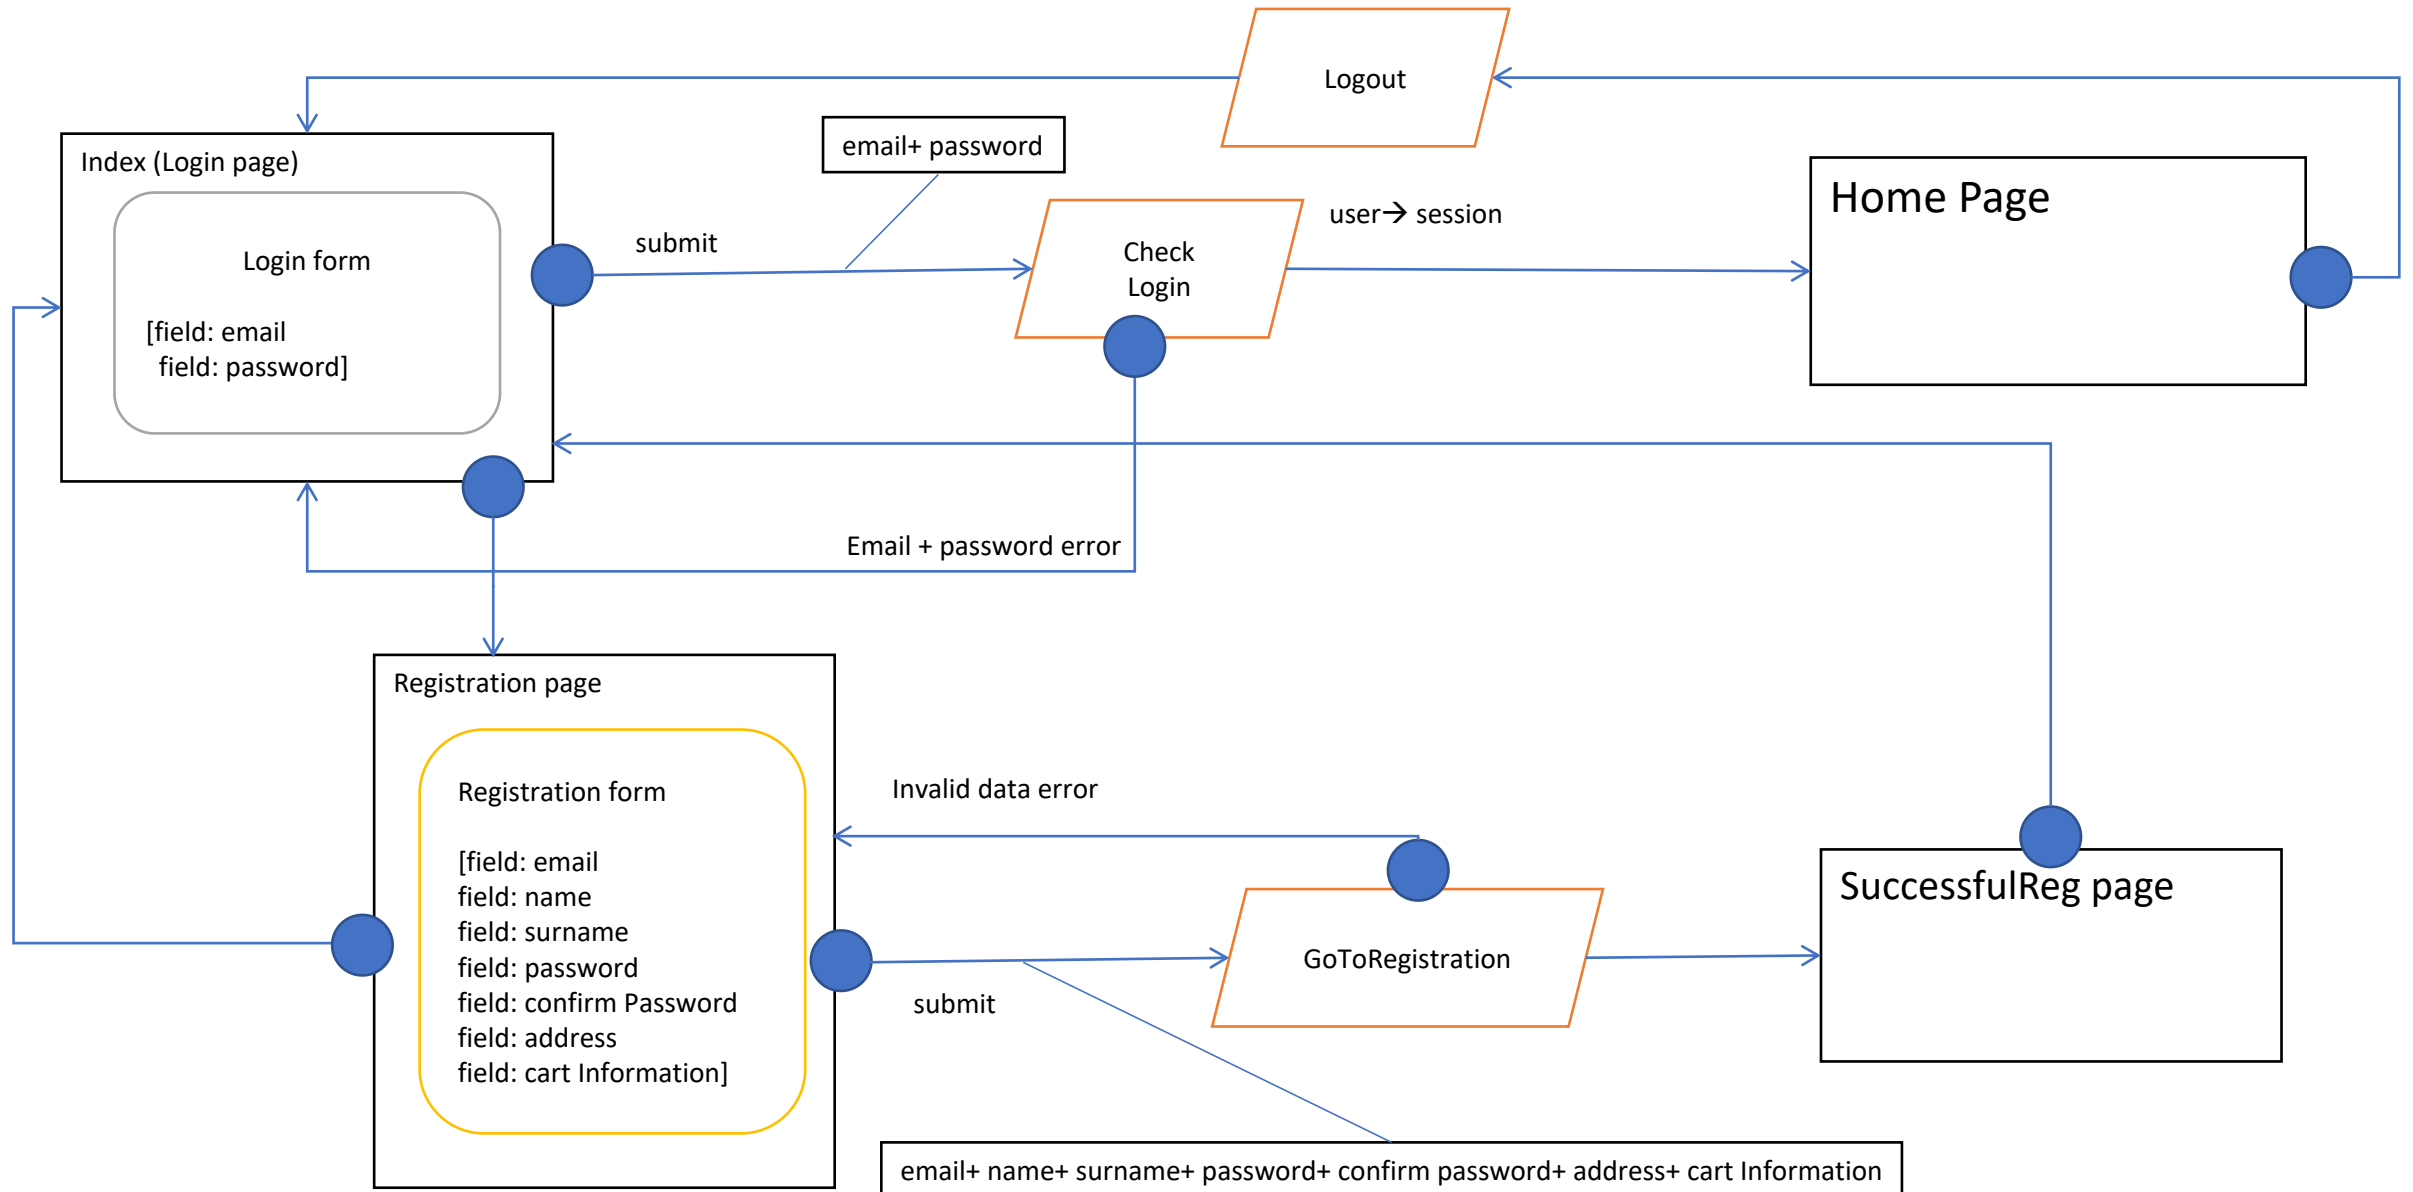 Logout
email+ password
Index (Login page)
Home Page
user→ session
submit
Check
Login
Login form
[field: email
field: password]
Email + password error
Registration page
Invalid data error
Registration form
[field: email
field: name
field: surname
field: password
field: confirm Password
field: address
field: cart Information]
SuccessfulReg page
GoToRegistration
submit
email+ name+ surname+ password+ confirm password+ address+ cart Information